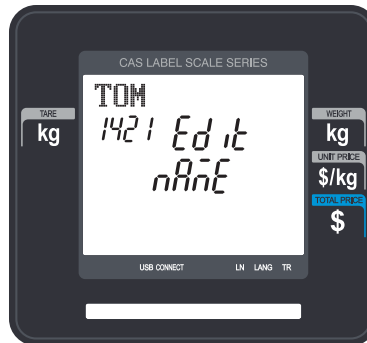 CAS LABEL SCALE SERIES
TOM
1421 Edit
nAmE
TARE
kg
WEIGHT
kg
UNIT PRICE
$/kg
TOTAL PRICE
$
USB CONNECT LN LANG TR